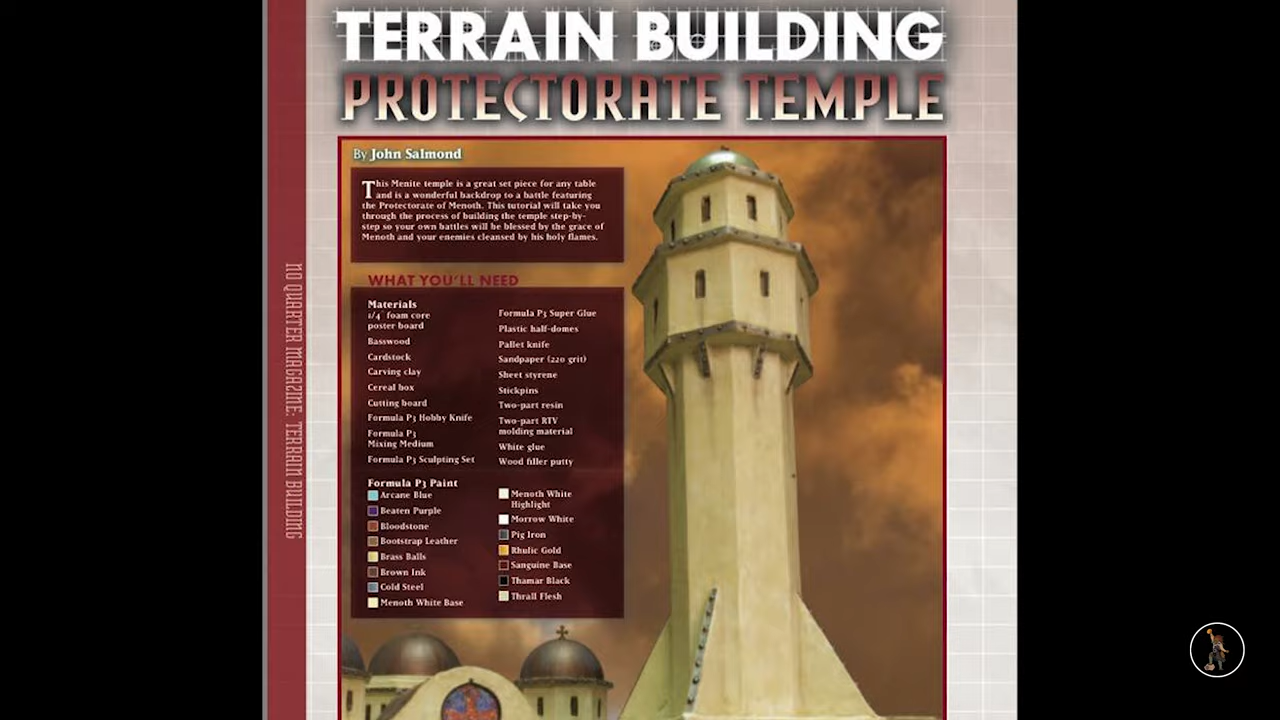 TERRAIN BUILDING
PROTECTORATE TEMPLE
By John Salmond
This Menite temple is a great set piece for any table
and is a wonderful backdrop to a battle featuring
the Protectorate of Menoth. This tutorial will take you
through the process of building the temple step-by-
step so your own battles will be blessed by the grace of
Menoth and your enemies cleansed by his holy flames.
WHAT YOU'LL NEED
Materials
1/4" foam core
poster board
Basswood
Cardstock
Carving clay
Cereal box
Cutting board
Formula P3 Hobby Knife
Formula P3
Mixing Medium
Formula P3 Sculpting Set
Formula P3 Super Glue
Plastic half-domes
Pallet knife
Sandpaper (220 grit)
Sheet styrene
Stickpins
Two-part resin
Two-part RTV
molding material
White glue
Wood filler putty
Formula P3 Paint
Arcane Blue
Beaten Purple
Bloodstone
Bootstrap Leather
Brass Balls
Brown Ink
Cold Steel
Menoth White Base
Menoth White
Highlight
Morrow White
Pig Iron
Rhulic Gold
Sanguine Base
Thamar Black
Thrall Flesh
NO QUARTER MAGAZINE: TERRAIN BUILDING